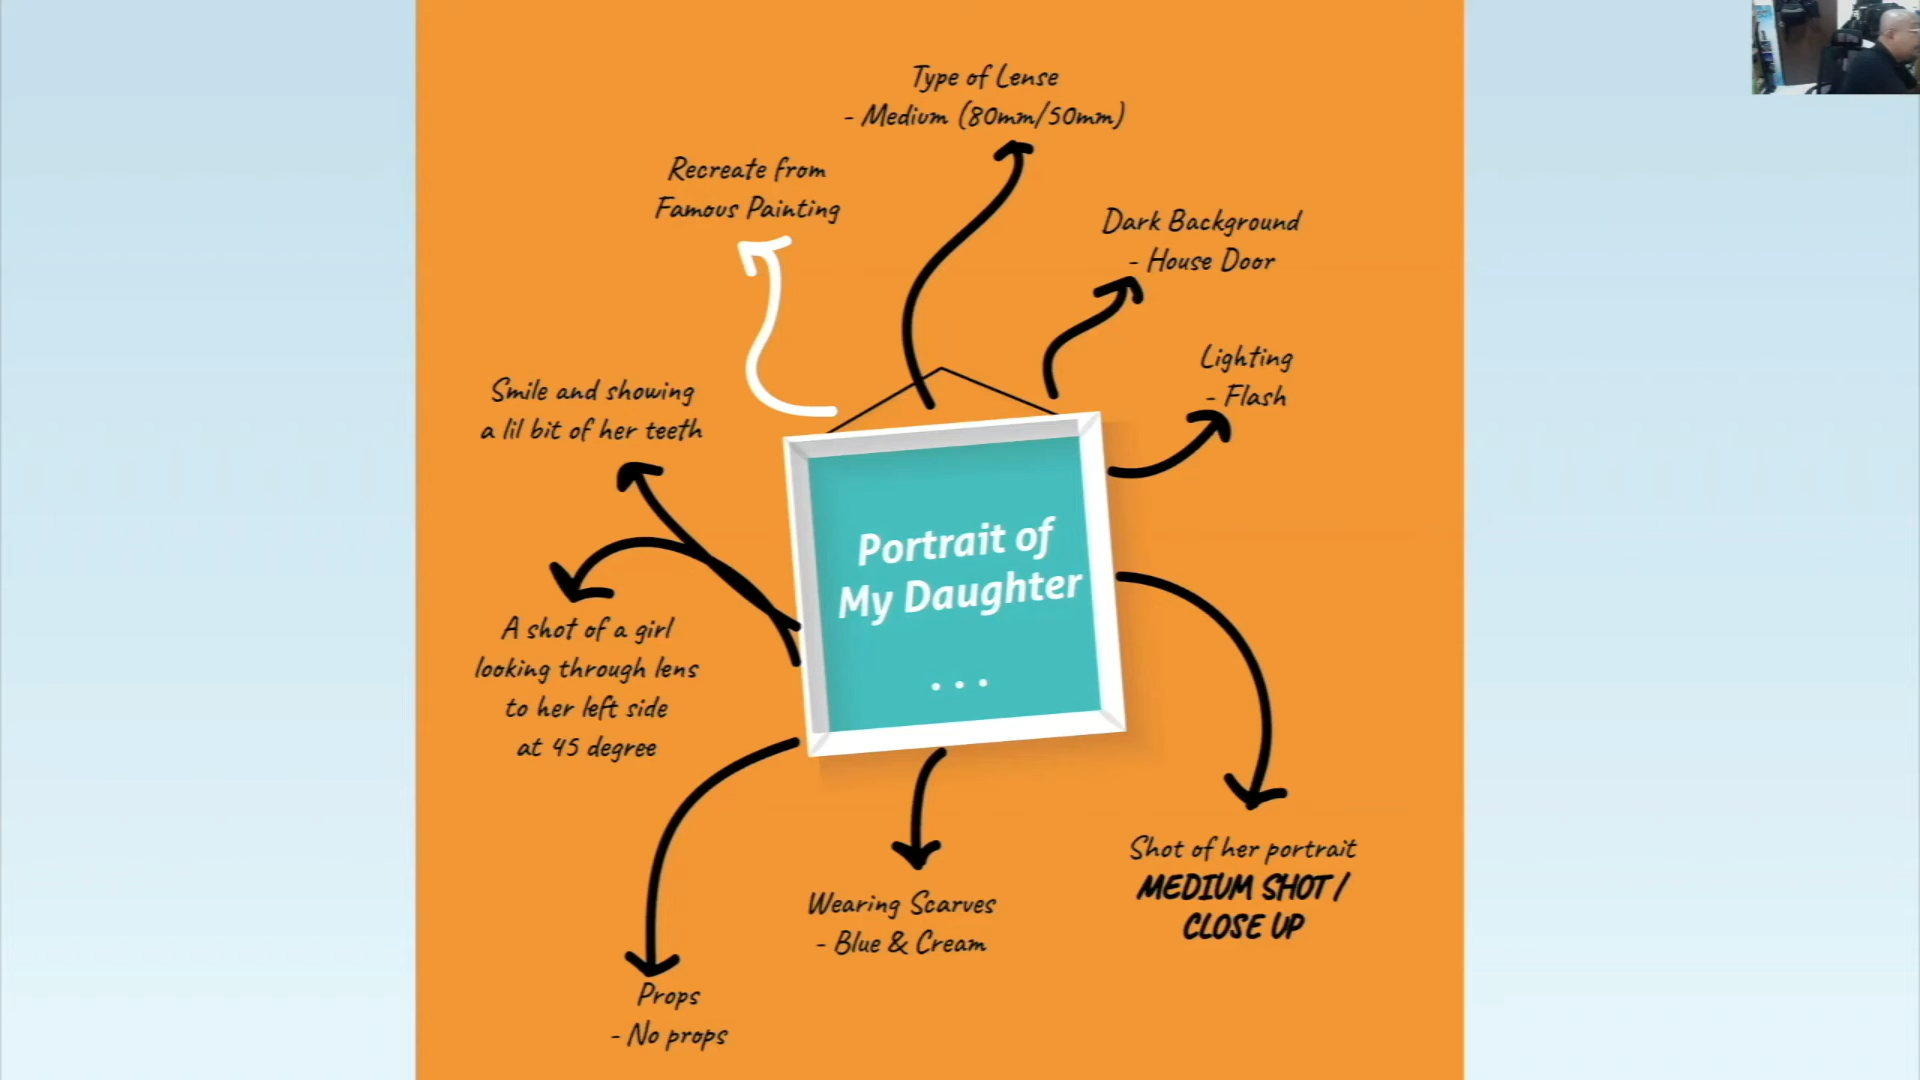 Type of Lense
- Medium (80mm/50mm)
Recreate from
Famous Painting
Dark Background
- House Door
Lighting
- Flash
Smile and showing
a lil bit of her teeth
Portrait of
My Daughter
...
A shot of a girl
looking through lens
to her left side
at 45 degree
Shot of her portrait
MEDIUM SHOT /
CLOSE UP
Wearing Scarves
- Blue & Cream
Props
- No props